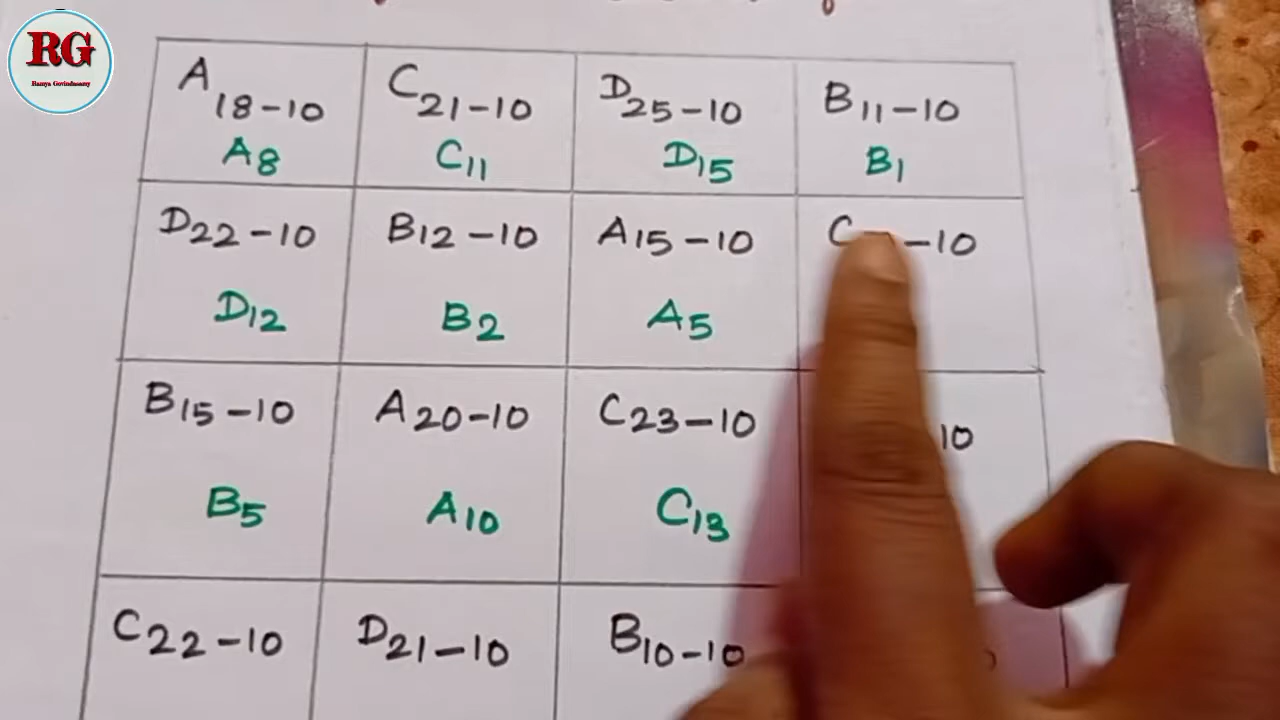 RG
Ramya Govindasamy
A18-10 C21-10 D25-10 B11-10
A8 C11 D15 B1
D22-10 B12-10 A15-10 C -10
D12 B2 A5
B15-10 A20-10 C23-10 10
B5 A10 C13
C22-10 D21-10 B10-10